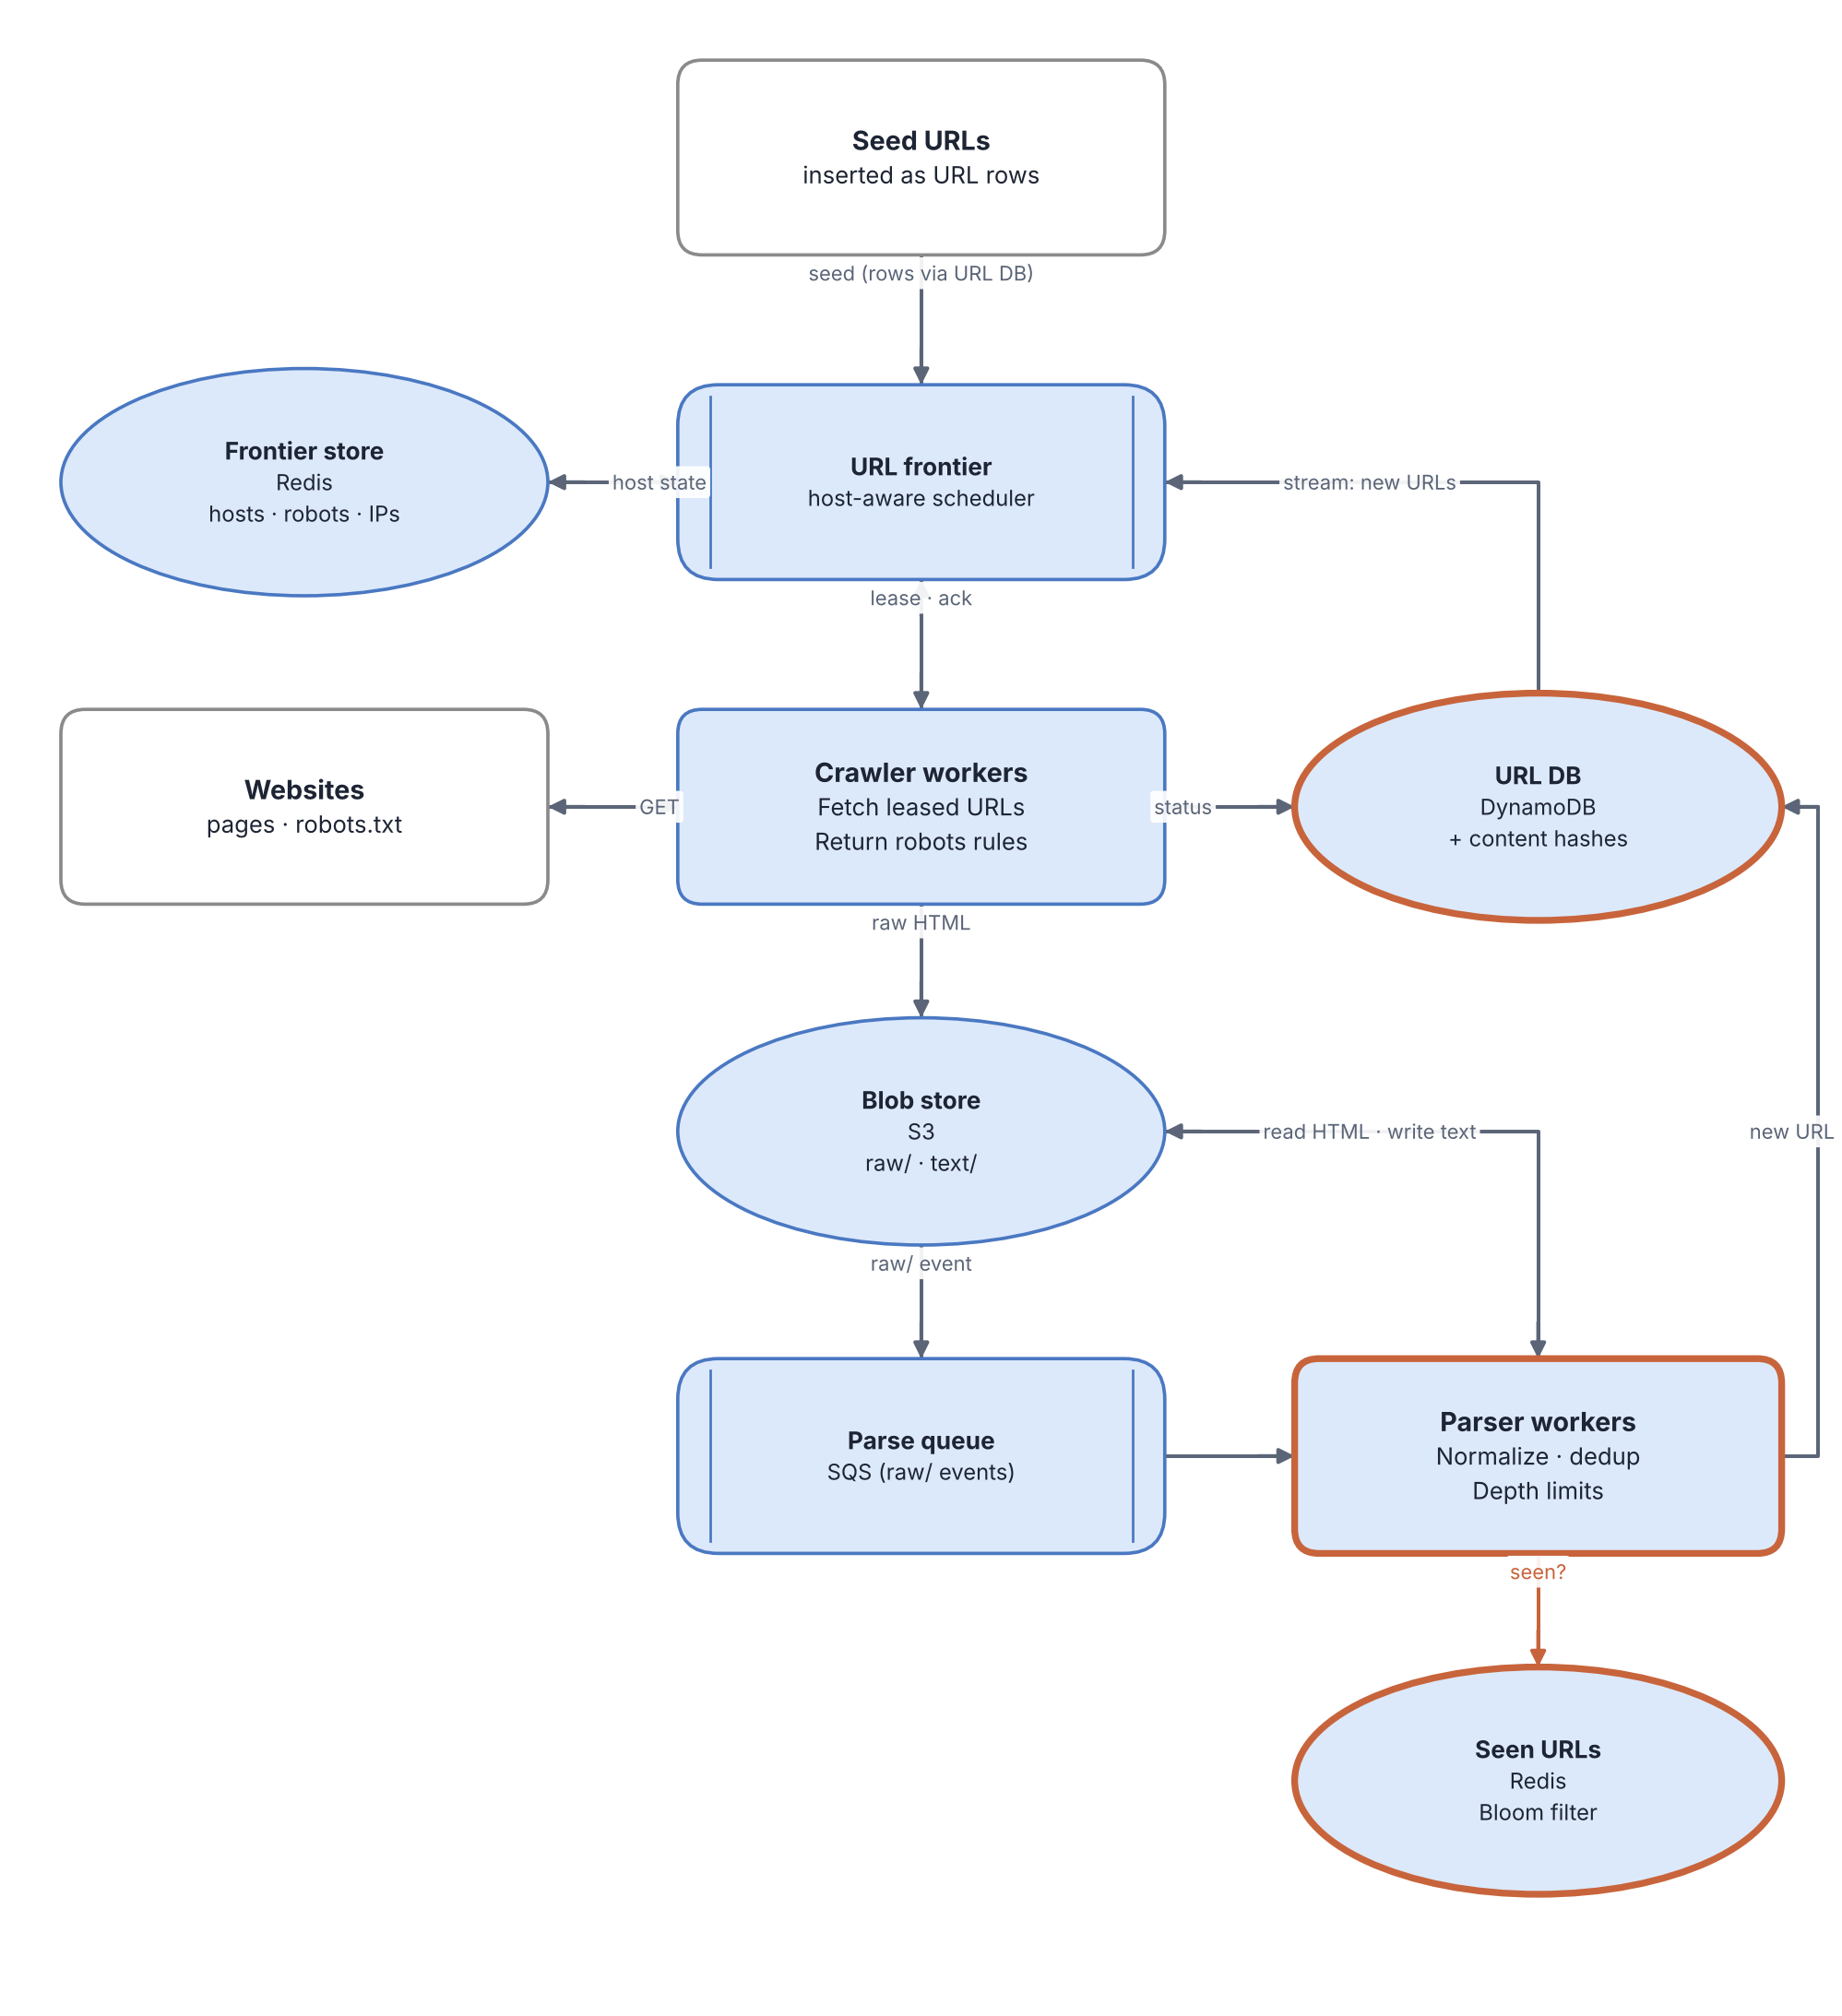 Seed URLs
inserted as URL rows
seed (rows via URL DB)
Frontier store
Redis
hosts · robots · IPs
host state
URL frontier
host-aware scheduler
stream: new URLs
lease · ack
Websites
pages · robots.txt
GET
Crawler workers
Fetch leased URLs
Return robots rules
status
URL DB
DynamoDB
+ content hashes
raw HTML
Blob store
S3
raw/ · text/
read HTML · write text
new URL
raw/ event
Parse queue
SQS (raw/ events)
Parser workers
Normalize · dedup
Depth limits
seen?
Seen URLs
Redis
Bloom filter